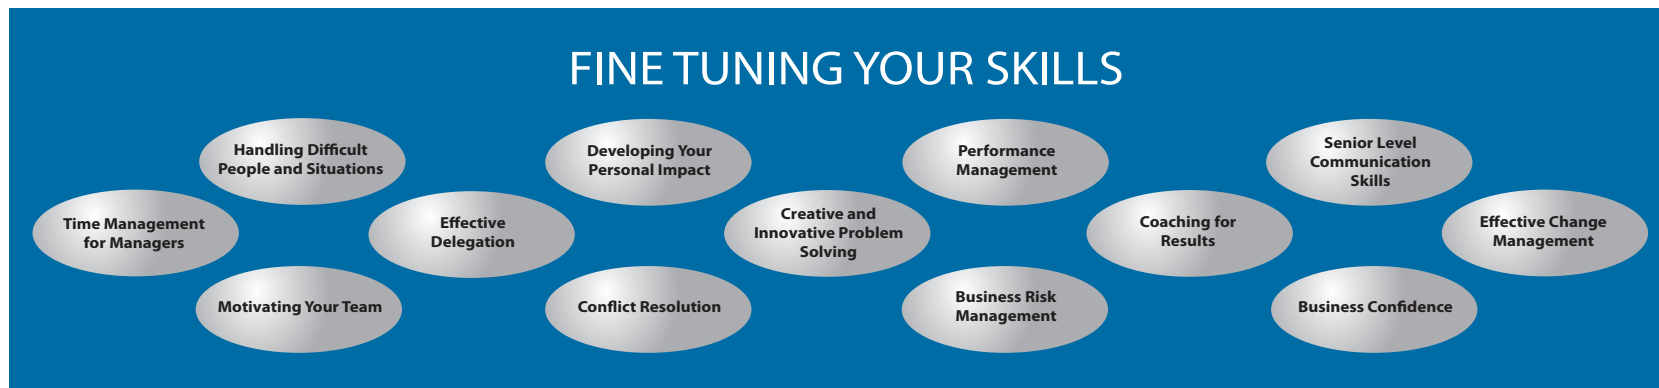 FINE TUNING YOUR SKILLS
Handling Difficult
People and Situations
Developing Your
Personal Impact
Performance
Management
Senior Level
Communication
Skills
Time Management
for Managers
Effective
Delegation
Creative and
Innovative Problem
Solving
Coaching for
Results
Effective Change
Management
Motivating Your Team
Conflict Resolution
Business Risk
Management
Business Confidence